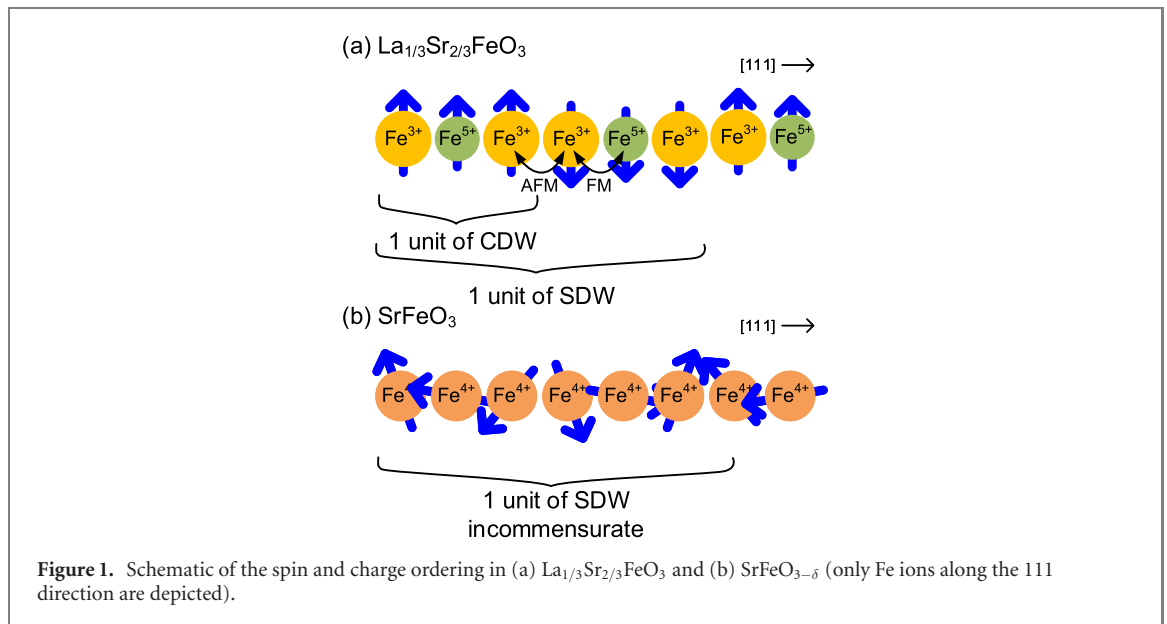 (a) La1/3Sr2/3FeO3
[111]
Fe3+ Fe5+ Fe3+ Fe3+ Fe5+ Fe3+ Fe3+ Fe5+
AFM FM
1 unit of CDW
1 unit of SDW
(b) SrFeO3
[111]
Fe Fe4+ Fe4+ Fe4+ Fe4+ Fe4+ Fe4+ Fe4+
1 unit of SDW
incommensurate
Figure 1. Schematic of the spin and charge ordering in (a) La1/3Sr2/3FeO3 and (b) SrFeO3−δ (only Fe ions along the 111
direction are depicted).